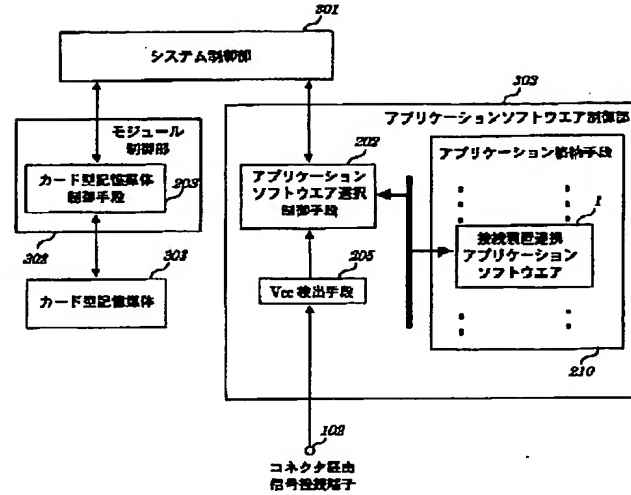 301
システム制御部
303
アプリケーションソフトウエア制御部
モジュール
制御部
カード型記憶媒体
制御手段
203
302
303
カード型記憶媒体
202
アプリケーション
ソフトウエア選択
制御手段
205
Vcc 検出手段
アプリケーション格納手段
1
接続装置連携
アプリケーション
ソフトウエア
210
102
コネクタ経由
信号接続端子